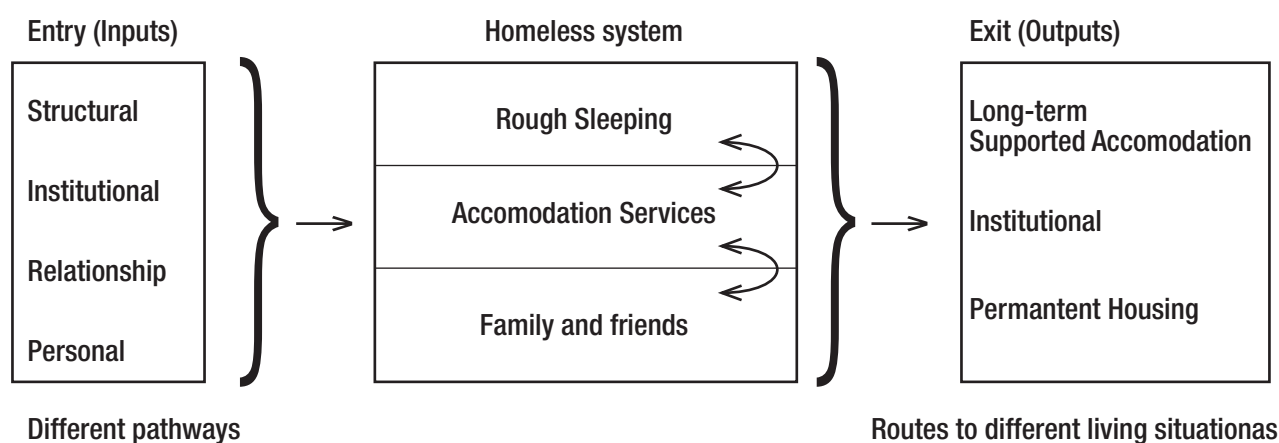 Entry (Inputs)
Structural
Institutional
Relationship
Personal
Different pathways
Homeless system
Rough Sleeping
Accomodation Services
Family and friends
Exit (Outputs)
Long-term
Supported Accomodation
Institutional
Permantent Housing
Routes to different living situationas